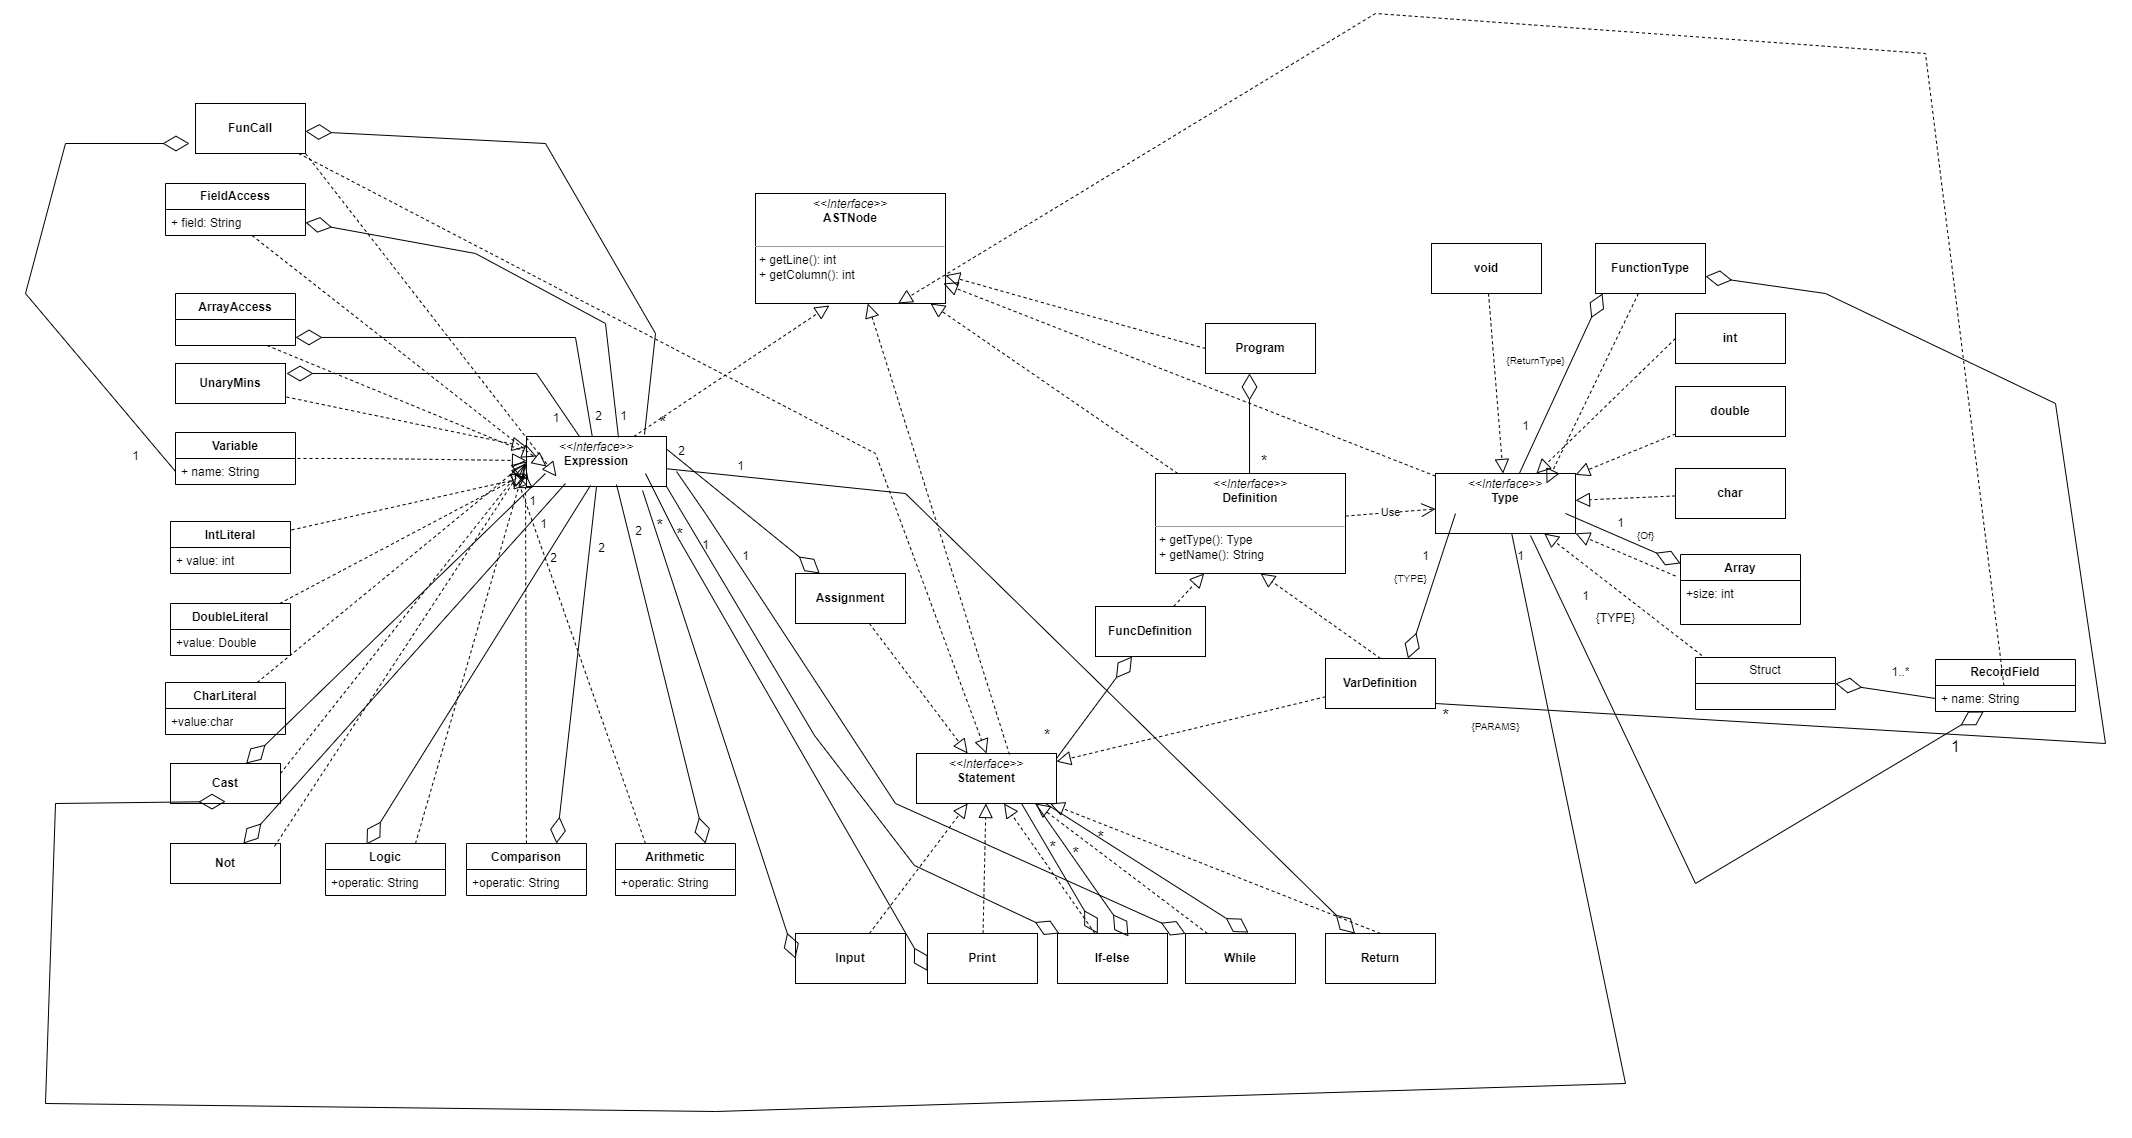 FunCall
FieldAccess
+ field: String
<<Interface>>
ASTNode
+ getLine(): int
+ getColumn(): int
void
FunctionType
ArrayAccess
Program
int
{ReturnType}
UnaryMins
double
1
2
1
*
1
Variable
+ name: String
1
<<Interface>>
Expression
2
1
*
<<Interface>>
Definition
+ getType(): Type
+ getName(): String
Use
<<Interface>>
Type
char
IntLiteral
+ value: int
1
1
2
2
2
*
*
1
1
1
{TYPE}
1
1
{Of}
Array
+size: int
1
{TYPE}
Assignment
DoubleLiteral
+value: Double
FuncDefinition
VarDefinition
Struct
1..*
RecordField
+ name: String
CharLiteral
+value:char
*
*
{PARAMS}
1
<<Interface>>
Statement
Cast
*
*
*
Not
Logic
+operatic: String
Comparison
+operatic: String
Arithmetic
+operatic: String
Input
Print
If-else
While
Return